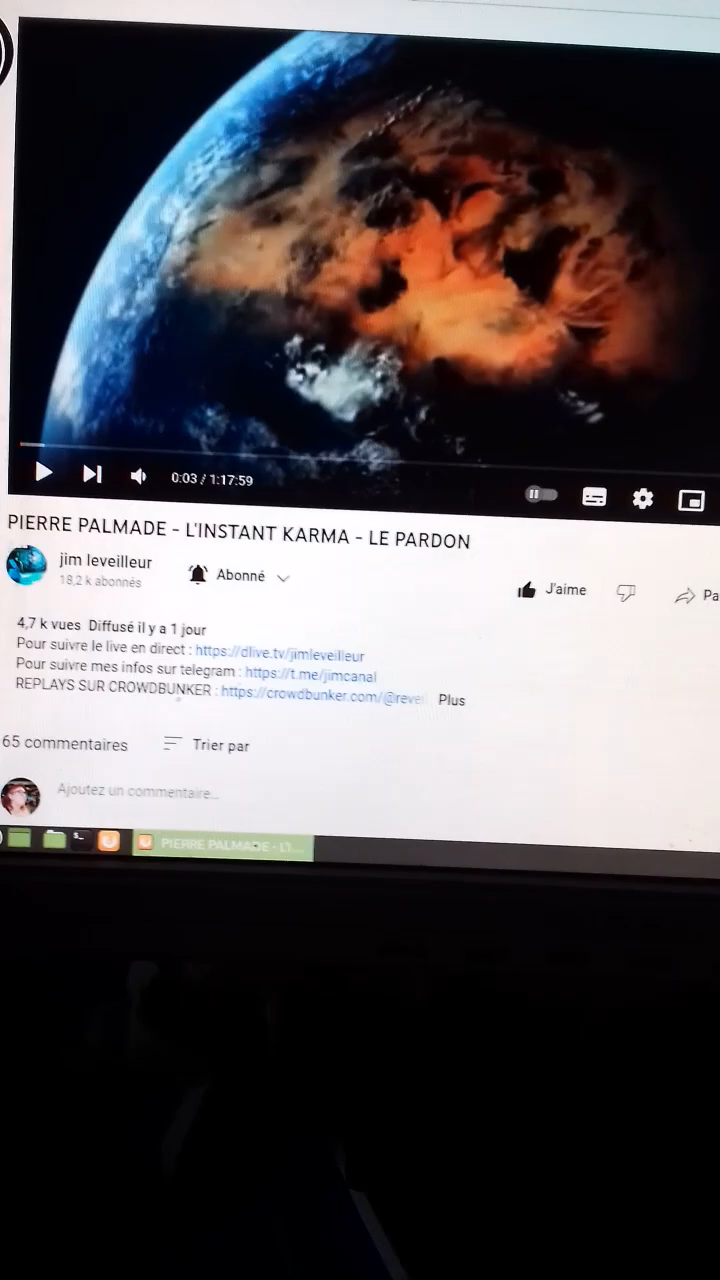 0:03 / 1:17:59
PIERRE PALMADE - L'INSTANT KARMA - LE PARDON
jim leveilleur
18,2 k abonnés
Abonné
J'aime
Pa
4,7 k vues Diffusé il y a 1 jour
Pour suivre le live en direct : https://dlive.tv/jimleveilleur
Pour suivre mes infos sur telegram : https://t.me/jimcanal
REPLAYS SUR CROWDBUNKER : https://crowdbunker.com/@revei Plus
65 commentaires
Trier par
Ajoutez un commentaire...
PIERRE PALMADE - L'I...